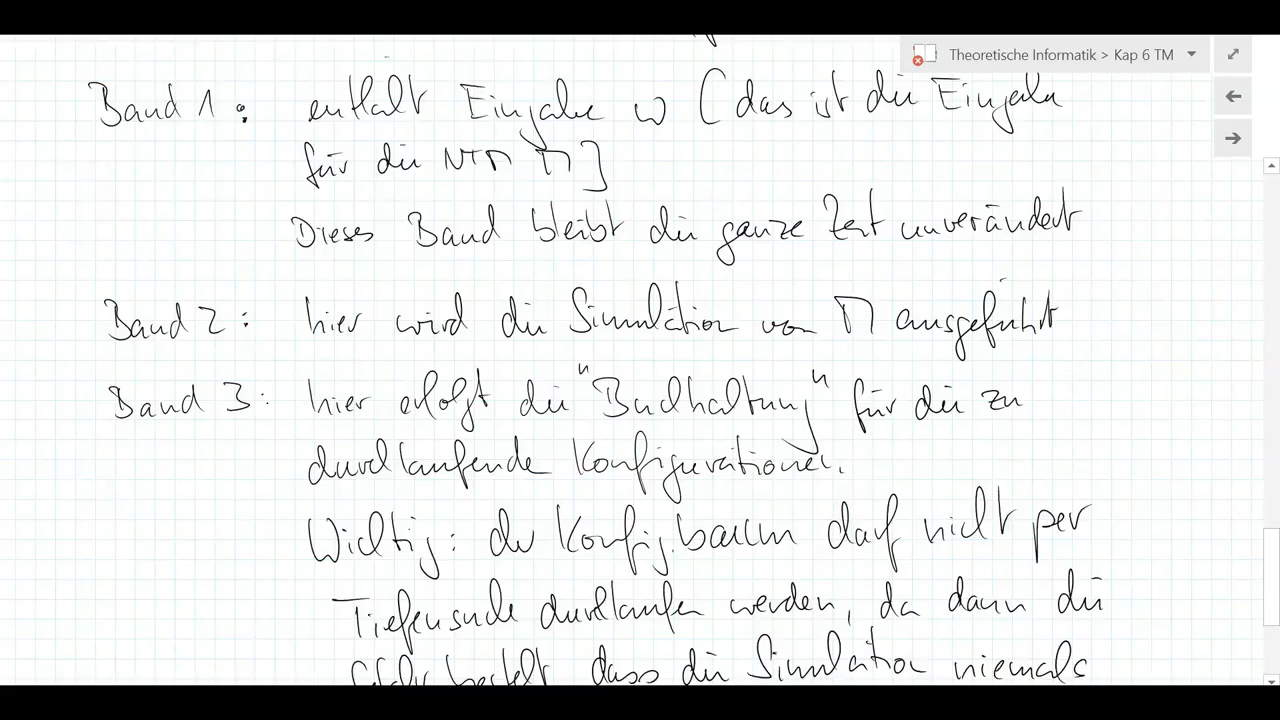 Theoretische Informatik > Kap 6 TM
Band 1: enthält Eingabe w (das ist die Eingabe
für die NTM M]
Dieses Band bleibt die ganze Zeit unverändert
Band 2: hier wird die Simulation von M ausgeführt
Band 3: hier erfolgt die "Buchhaltung" für die zu
durchlaufende Konfigurationen.
Wichtig: der Konfig.baum darf nicht per
Tiefensuche durchlaufen werden, da dann die
Gefahr besteht dass die Simulation niemals